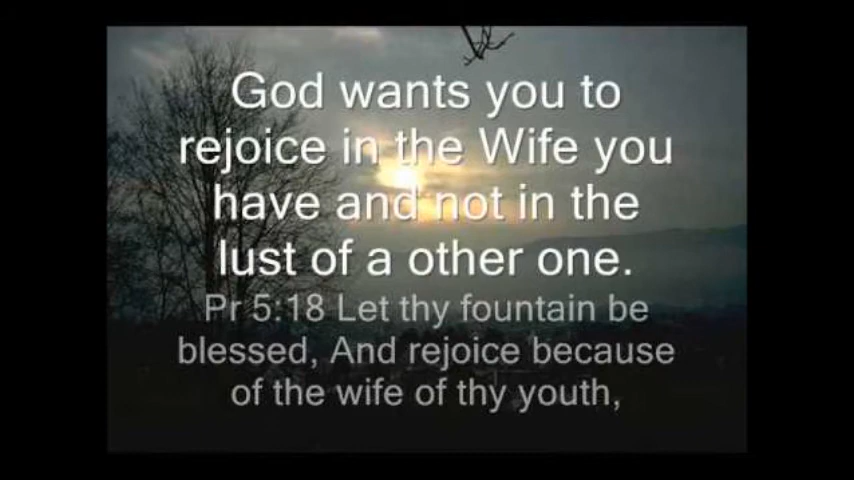 God wants you to
rejoice in the Wife you
have and not in the
lust of a other one.
Pr 5:18 Let thy fountain be
blessed, And rejoice because
of the wife of thy youth,